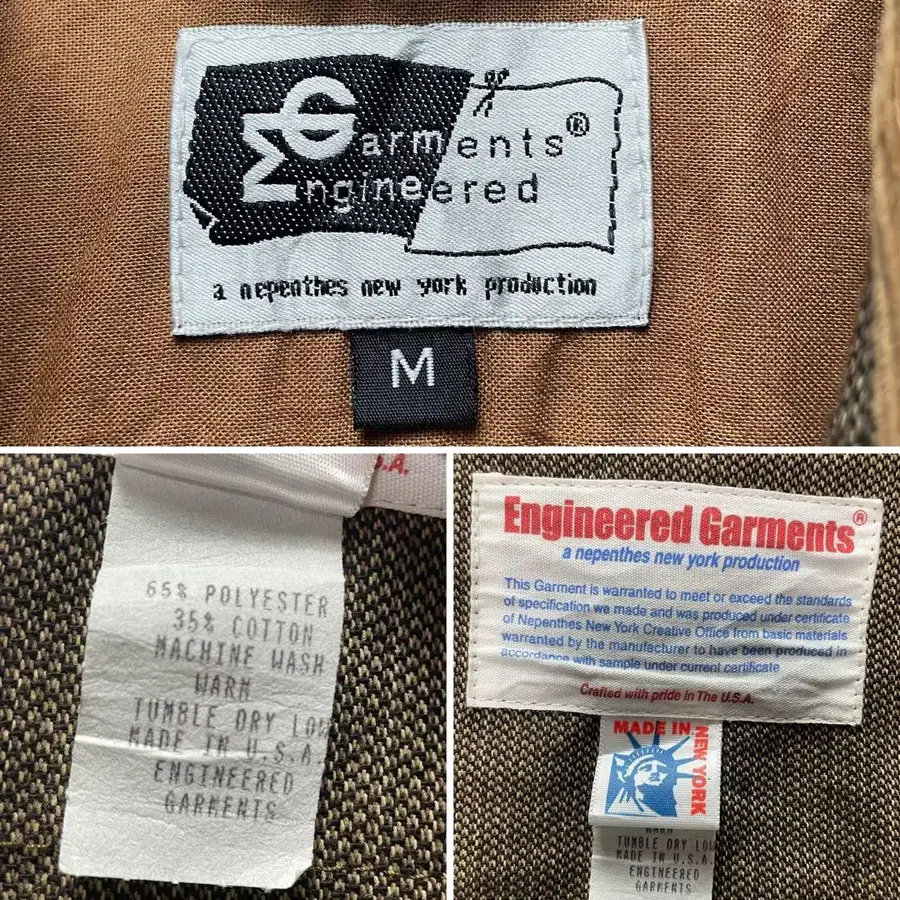 Garments®
Engineered
a nepenthes new york production
M
.A.
65% POLYESTER
35% COTTON
MACHINE WASH
WARM
TUMBLE DRY LOW
MADE IN U.S.A.
ENGINEERED
GARMENTS
Engineered Garments®
a nepenthes new york production
This Garment is warranted to meet or exceed the standards
of specification we made and was produced under certificate
of Nepenthes New York Creative Office from basic materials
warranted by the manufacturer to have been produced in
accordance with sample under current certificate
Crafted with pride in The U.S.A.
MADE IN
NEW YORK
WARM
TUMBLE DRY LOW
MADE IN U.S.A.
ENGINEERED
GARMENTS